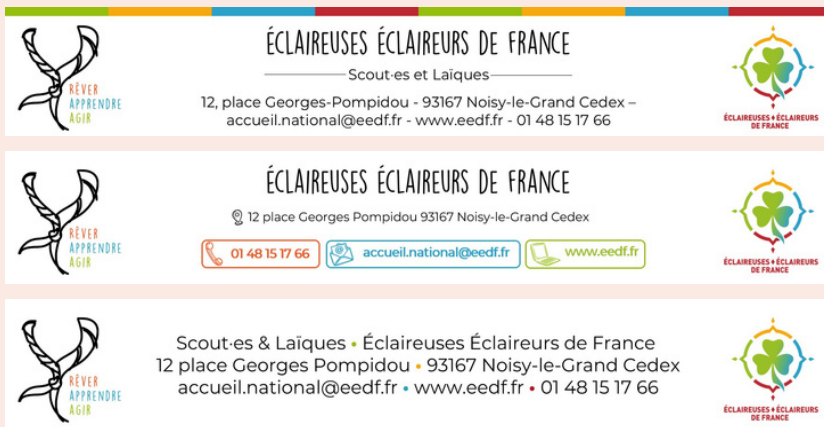 ÉCLAIREUSES ÉCLAIREURS DE FRANCE
Scout·es et Laïques
12, place Georges-Pompidou - 93167 Noisy-le-Grand Cedex –
accueil.national@eedf.fr - www.eedf.fr - 01 48 15 17 66
RÊVER
APPRENDRE
AGIR
ÉCLAIREUSES • ÉCLAIREURS
DE FRANCE
ÉCLAIREUSES ÉCLAIREURS DE FRANCE
12 place Georges Pompidou 93167 Noisy-le-Grand Cedex
01 48 15 17 66 accueil.national@eedf.fr www.eedf.fr
RÊVER
APPRENDRE
AGIR
ÉCLAIREUSES • ÉCLAIREURS
DE FRANCE
Scout·es & Laïques • Éclaireuses Éclaireurs de France
12 place Georges Pompidou • 93167 Noisy-le-Grand Cedex
accueil.national@eedf.fr • www.eedf.fr • 01 48 15 17 66
RÊVER
APPRENDRE
AGIR
ÉCLAIREUSES • ÉCLAIREURS
DE FRANCE